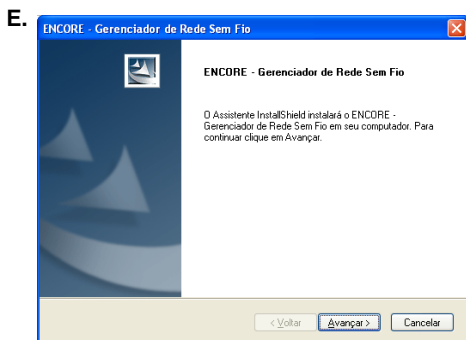 E.
ENCORE - Gerenciador de Rede Sem Fio
ENCORE - Gerenciador de Rede Sem Fio
O Assistente InstallShield instalará o ENCORE -
Gerenciador de Rede Sem Fio em seu computador. Para
continuar clique em Avançar.
< Voltar Avançar > Cancelar